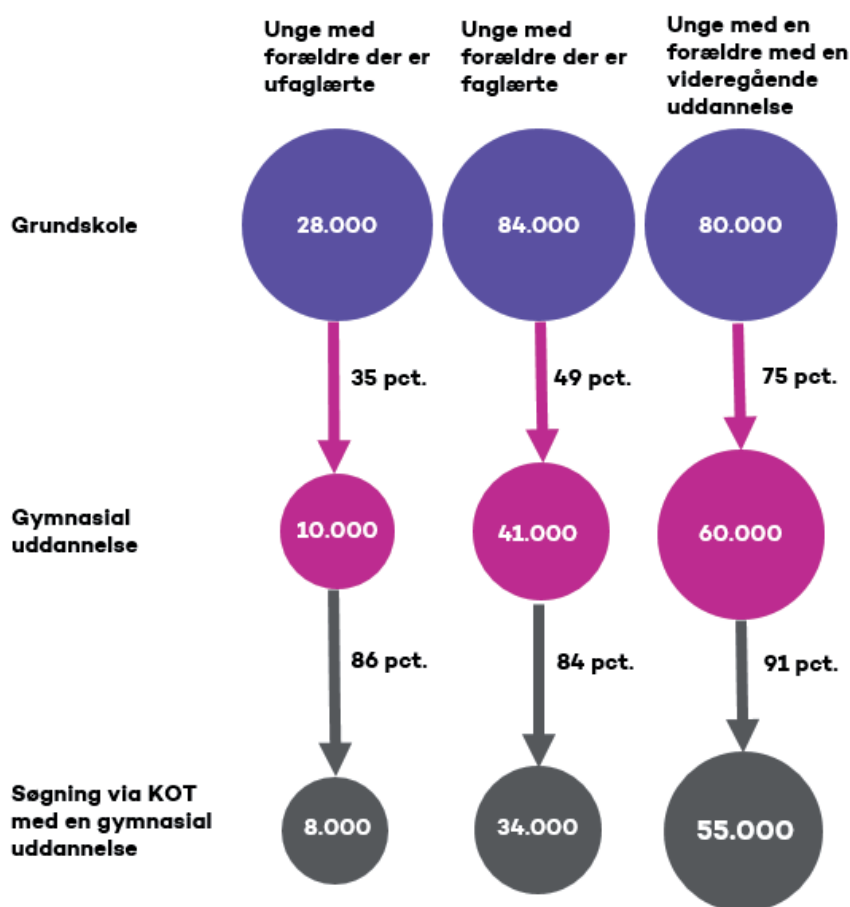 Unge med
forældre der er
ufaglærte
Unge med
forældre der er
faglærte
Unge med en
forældre med en
videregående
uddannelse
Grundskole
28.000
84.000
80.000
35 pct.
49 pct.
75 pct.
Gymnasial
uddannelse
10.000
41.000
60.000
86 pct.
84 pct.
91 pct.
Søgning via KOT
med en gymnasial
uddannelse
8.000
34.000
55.000